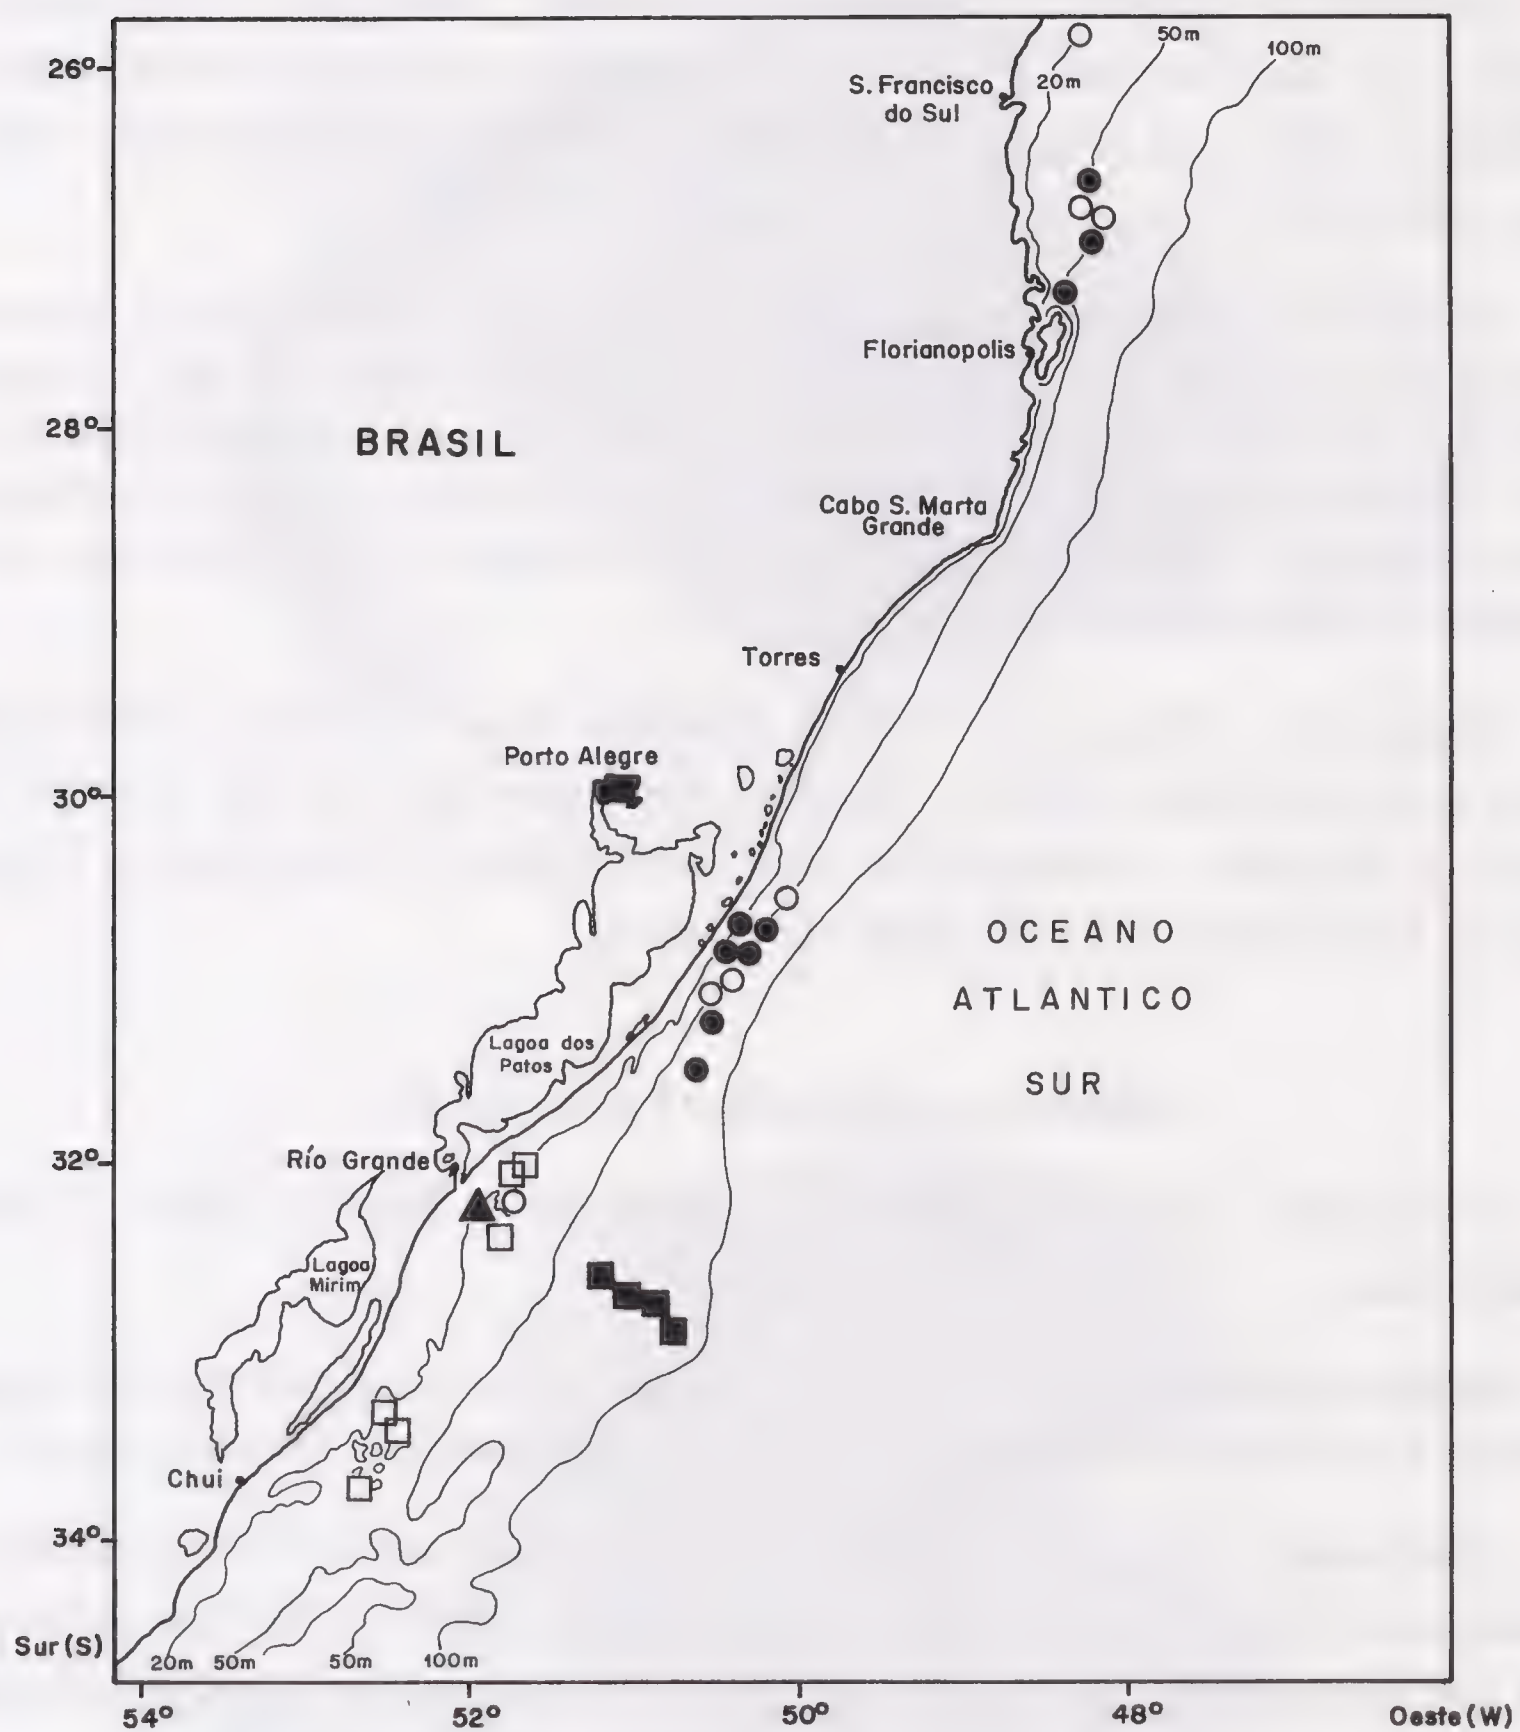 50m
100m
26°
20m
S. Francisco
do Sul
Florianopolis
28°
BRASIL
Cabo S. Marta
Grande
Torres
Porto Alegre
30°
OCEANO
ATLANTICO
SUR
Lagoa dos
Patos
Río Grande
32°
Lagoa
Mirim
Chui
34°
Sur(S)
20m
50m
50m
100m
54°
52°
50°
48°
Oeste(W)